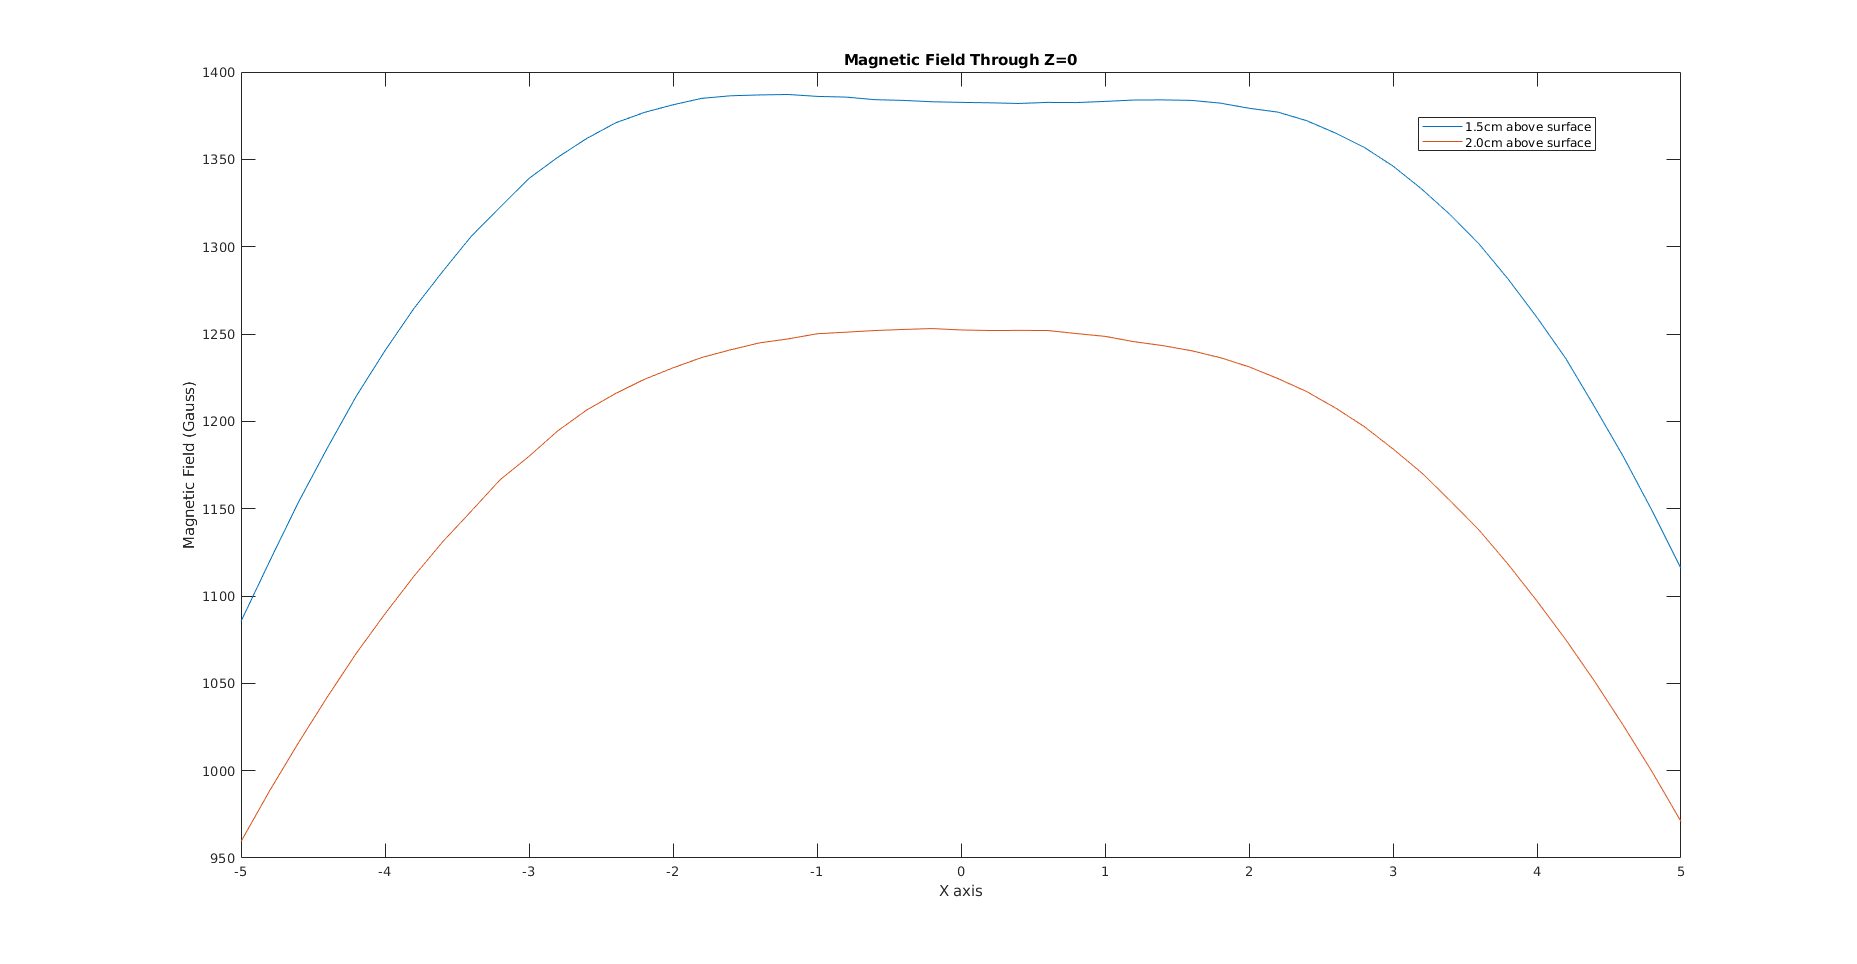 Magnetic Field Through Z=0
1400
1350
1300
1250
1200
1150
1100
1050
1000
950
Magnetic Field (Gauss)
1.5cm above surface
2.0cm above surface
-5 -4 -3 -2 -1 0 1 2 3 4 5
X axis